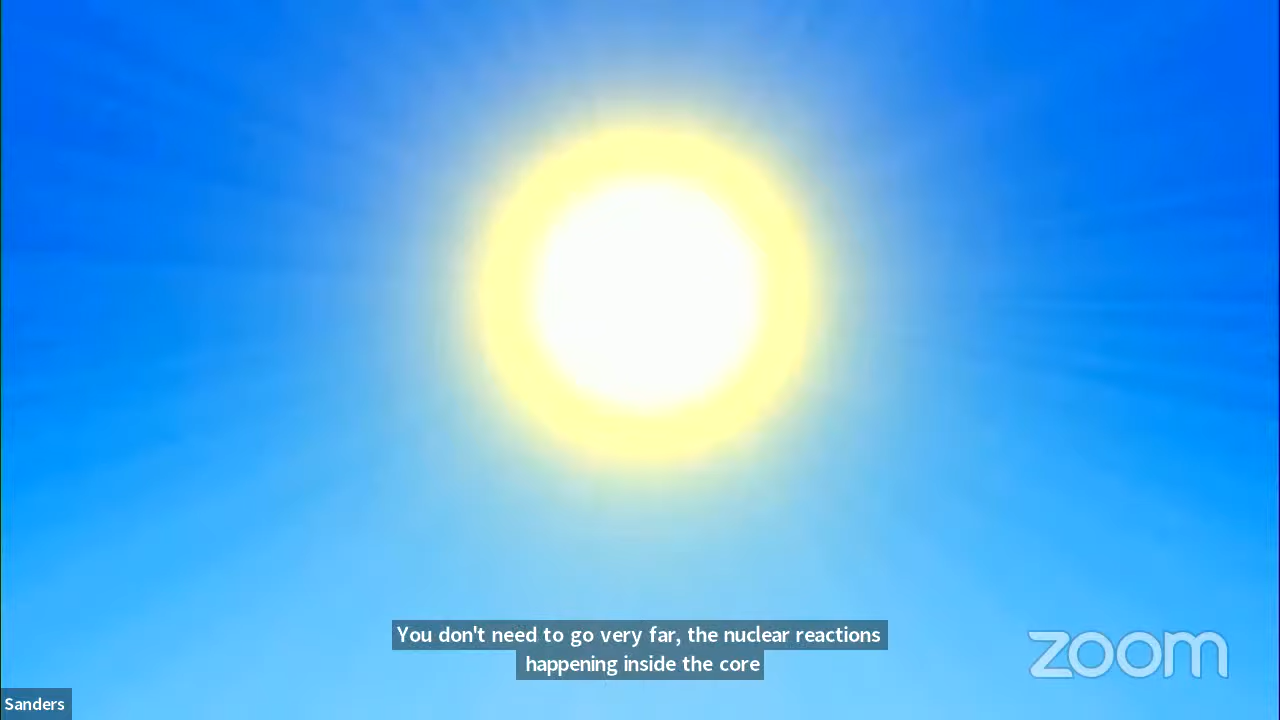 You don't need to go very far, the nuclear reactions
happening inside the core
zoom
Sanders